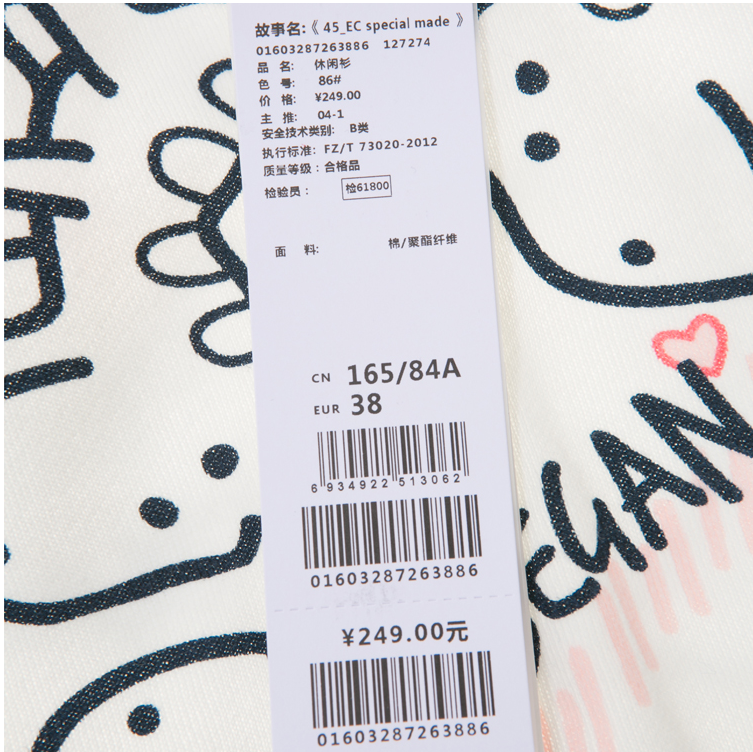 故事名:《 45_EC special made 》
01603287263886 127274
品 名: 休闲衫
色 号: 86#
价 格: ¥249.00
主 推: 04-1
安全技术类别: B类
执行标准: FZ/T 73020-2012
质量等级：合格品
检验员： 检61800
面 料: 棉/聚酯纤维
CN 165/84A
EUR 38
6 934922 513062
01603287263886
¥249.00元
01603287263886